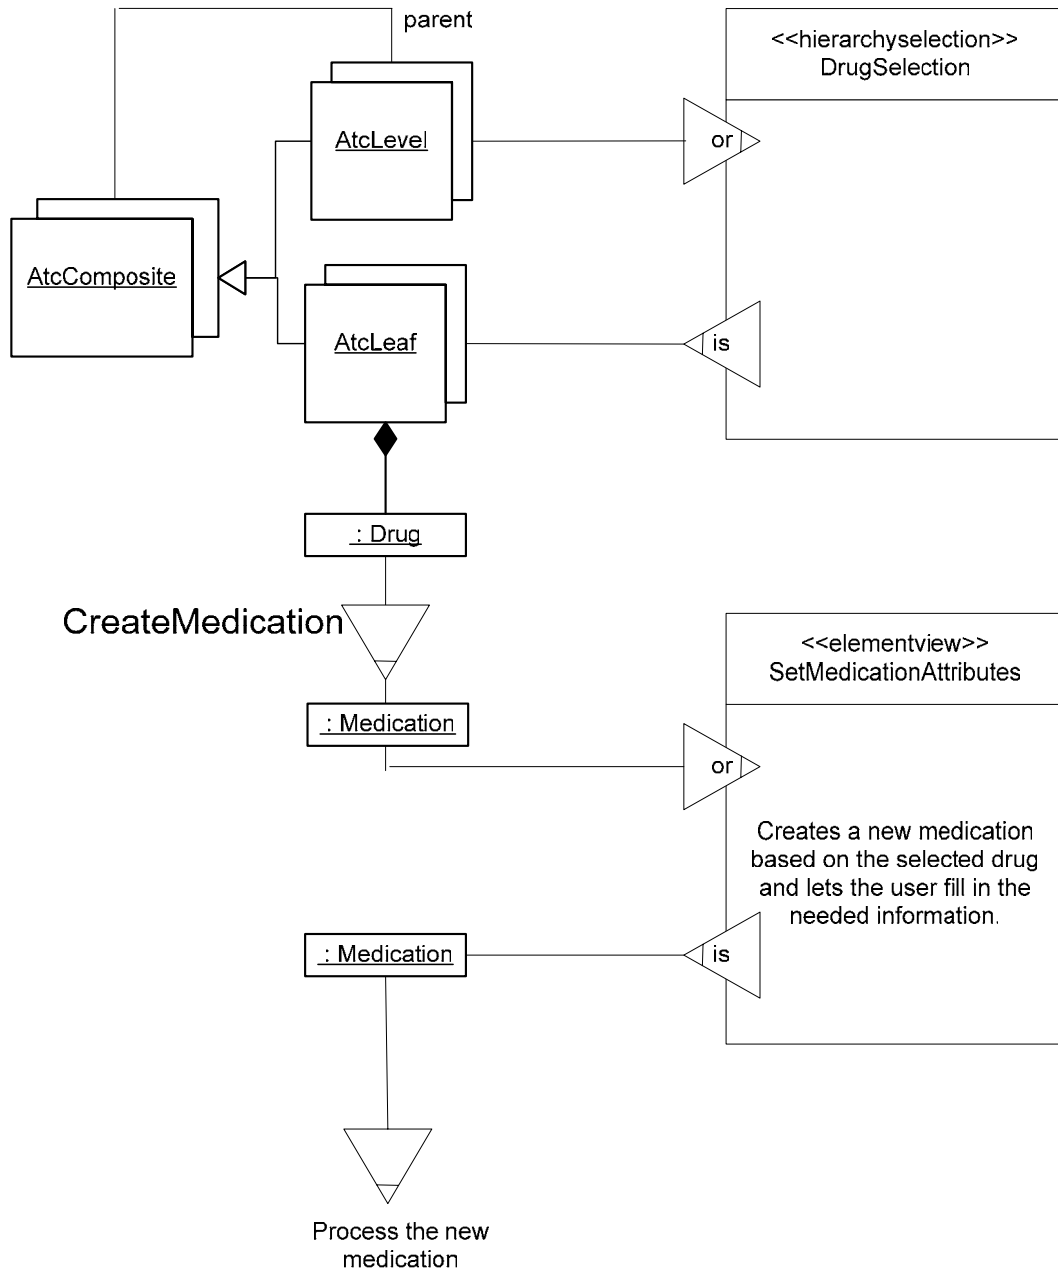 parent
<<hierarchyselection>>
DrugSelection
AtcLevel
or
AtcComposite
AtcLeaf
is
: Drug
CreateMedication
<<elementview>>
SetMedicationAttributes
: Medication
or
Creates a new medication
based on the selected drug
and lets the user fill in the
needed information.
: Medication
is
Process the new
medication